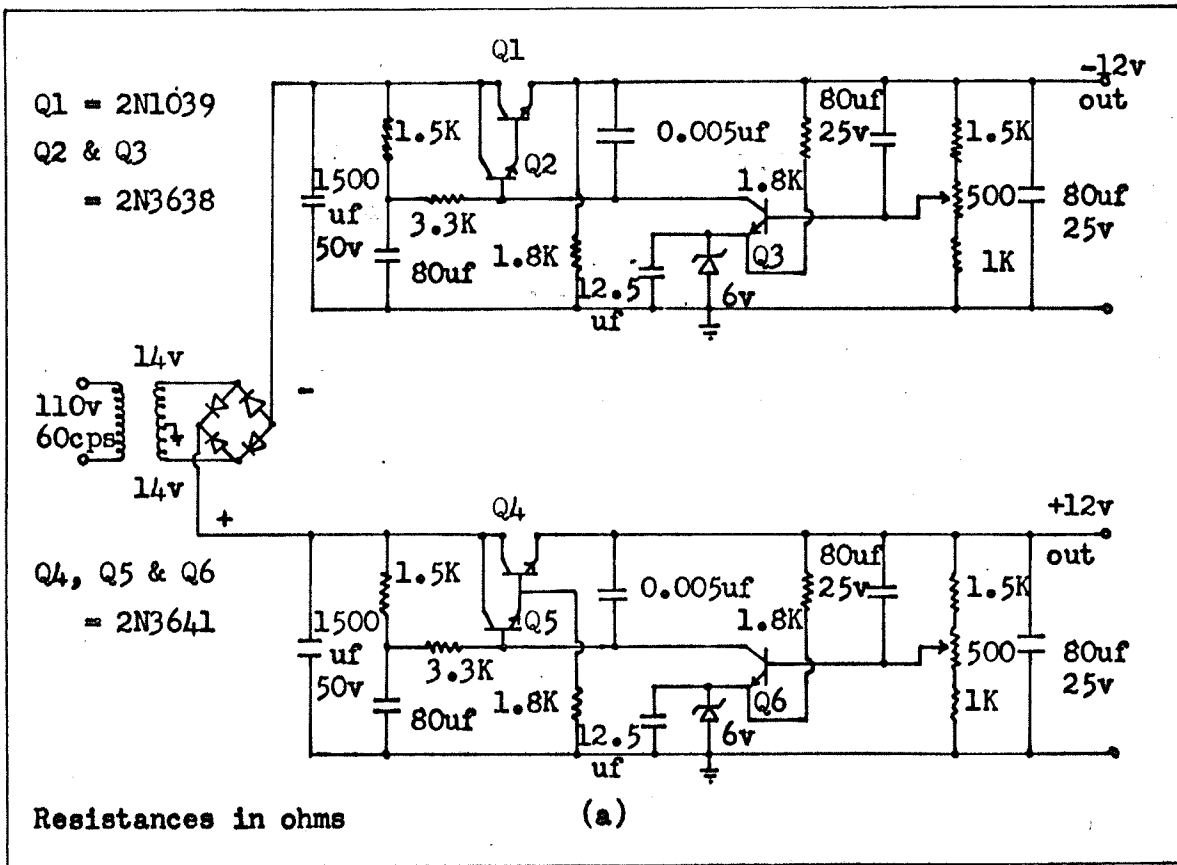 Q1
Q1 = 2N1039
Q2 & Q3
= 2N3638
-12v
out
1.5K
Q2
0.005uf
80uf
25v
1.5K
1500
uf
50v
3.3K
80uf
1.8K
12.5
uf
6v
Q3
1.8K
500
1K
80uf
25v
14v
110v
60cps
14v
-
+
Q4
Q4, Q5 & Q6
= 2N3641
+12v
out
1.5K
Q5
0.005uf
80uf
25v
1.5K
1500
uf
50v
3.3K
80uf
1.8K
12.5
uf
6v
Q6
1.8K
500
1K
80uf
25v
Resistances in ohms
(a)